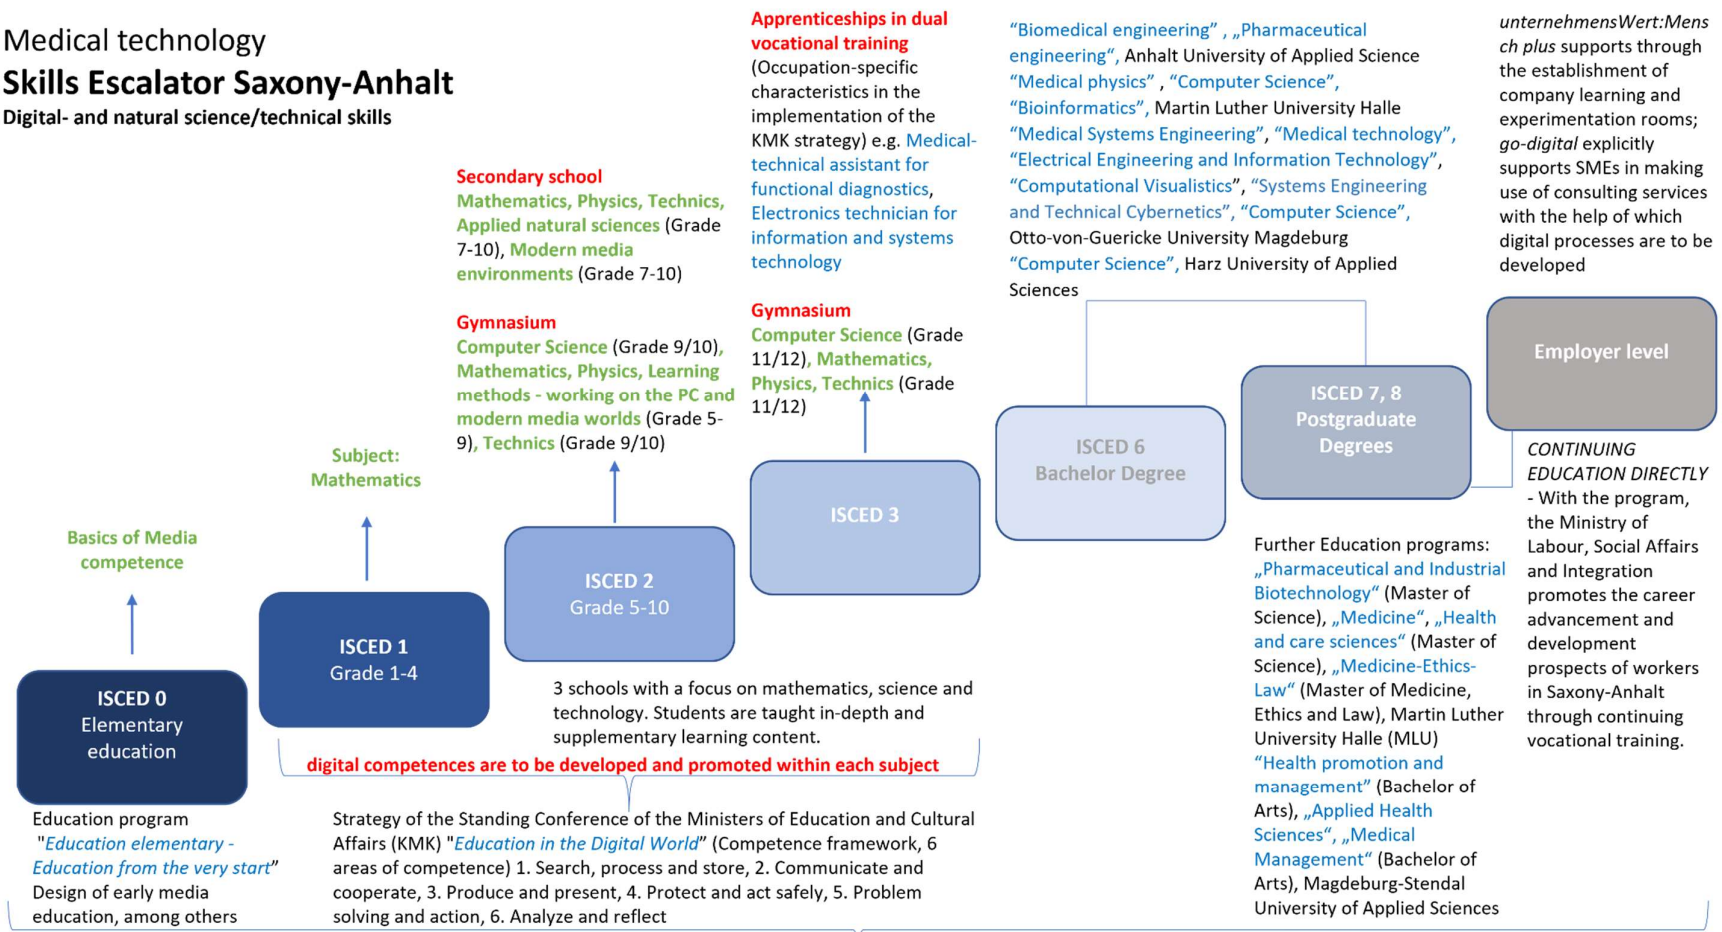 Medical technology
Skills Escalator Saxony-Anhalt
Digital- and natural science/technical skills
Basics of Media
competence
ISCED 0
Elementary
education
Education program
"Education elementary -
Education from the very start”
Design of early media
education, among others
Subject:
Mathematics
ISCED 1
Grade 1-4
Secondary school
Mathematics, Physics, Technics,
Applied natural sciences (Grade
7-10), Modern media
environments (Grade 7-10)
Gymnasium
Computer Science (Grade 9/10),
Mathematics, Physics, Learning
methods - working on the PC and
modern media worlds (Grade 5-
9), Technics (Grade 9/10)
ISCED 2
Grade 5-10
3 schools with a focus on mathematics, science and
technology. Students are taught in-depth and
supplementary learning content.
digital competences are to be developed and promoted within each subject
Strategy of the Standing Conference of the Ministers of Education and Cultural
Affairs (KMK) "Education in the Digital World” (Competence framework, 6
areas of competence) 1. Search, process and store, 2. Communicate and
cooperate, 3. Produce and present, 4. Protect and act safely, 5. Problem
solving and action, 6. Analyze and reflect
Apprenticeships in dual
vocational training
(Occupation-specific
characteristics in the
implementation of the
KMK strategy) e.g. Medical-
technical assistant for
functional diagnostics,
Electronics technician for
information and systems
technology
Gymnasium
Computer Science (Grade
11/12), Mathematics,
Physics, Technics (Grade
11/12)
ISCED 3
“Biomedical engineering” , „Pharmaceutical
engineering“, Anhalt University of Applied Science
“Medical physics” , “Computer Science”,
“Bioinformatics”, Martin Luther University Halle
“Medical Systems Engineering”, “Medical technology”,
“Electrical Engineering and Information Technology”,
“Computational Visualistics”, “Systems Engineering
and Technical Cybernetics”, “Computer Science”,
Otto-von-Guericke University Magdeburg
“Computer Science”, Harz University of Applied
Sciences
ISCED 6
Bachelor Degree
ISCED 7, 8
Postgraduate
Degrees
Further Education programs:
„Pharmaceutical and Industrial
Biotechnology“ (Master of
Science), „Medicine“, „Health
and care sciences“ (Master of
Science), „Medicine-Ethics-
Law“ (Master of Medicine,
Ethics and Law), Martin Luther
University Halle (MLU)
“Health promotion and
management” (Bachelor of
Arts), „Applied Health
Sciences“, „Medical
Management“ (Bachelor of
Arts), Magdeburg-Stendal
University of Applied Sciences
unternehmensWert:Mens
ch plus supports through
the establishment of
company learning and
experimentation rooms;
go-digital explicitly
supports SMEs in making
use of consulting services
with the help of which
digital processes are to be
developed
Employer level
CONTINUING
EDUCATION DIRECTLY
- With the program,
the Ministry of
Labour, Social Affairs
and Integration
promotes the career
advancement and
development
prospects of workers
in Saxony-Anhalt
through continuing
vocational training.